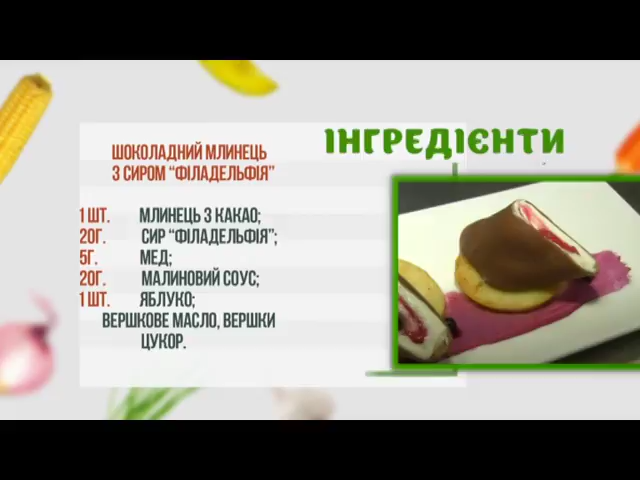 ІНГРЕДІЄНТИ
ШОКОЛАДНИЙ МЛИНЕЦЬ
З СИРОМ “ФІЛАДЕЛЬФІЯ”
1 ШТ. МЛИНЕЦЬ З КАКАО;
20Г. СИР “ФІЛАДЕЛЬФІЯ”;
5Г. МЕД;
20Г. МАЛИНОВИЙ СОУС;
1 ШТ. ЯБЛУКО;
ВЕРШКОВЕ МАСЛО, ВЕРШКИ
ЦУКОР.